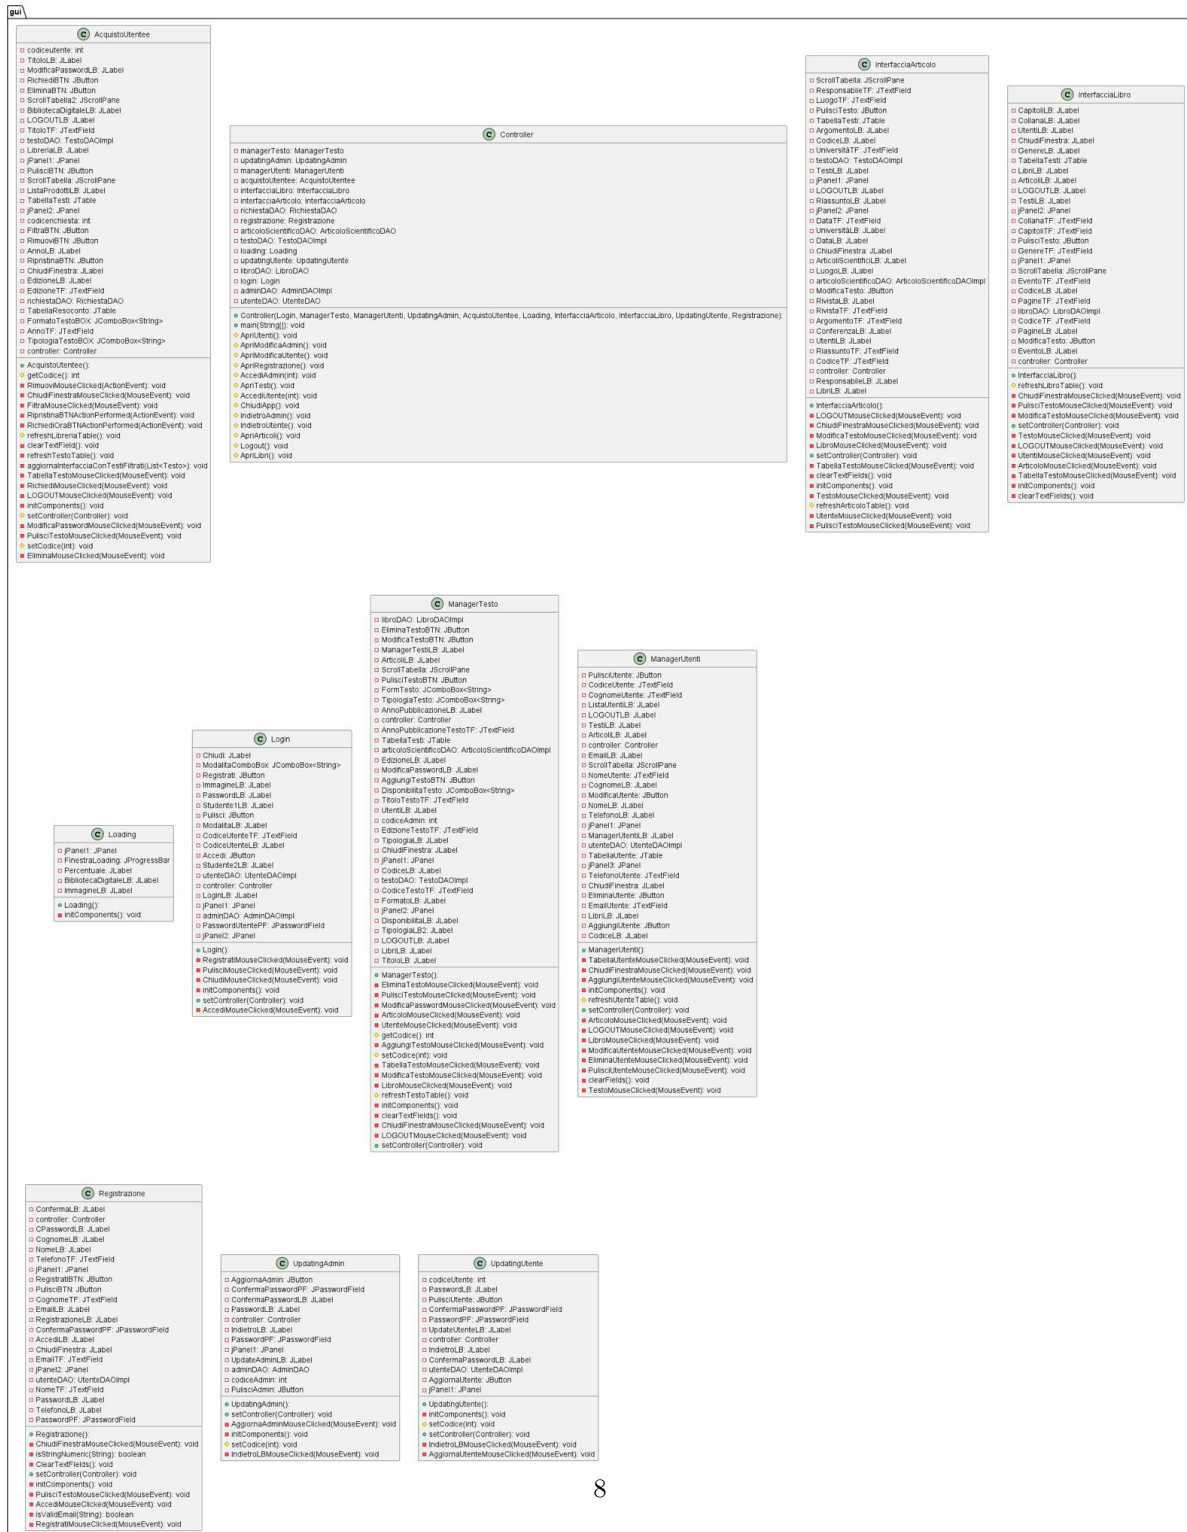 gui
C AcquistoUtentee
codiceutente: int
TitoloLB: JLabel
ModificaPasswordLB: JLabel
RichiediBTN: JButton
EliminaBTN: JButton
ScrollTabella2: JScrollPane
BibliotecaDigitaleLB: JLabel
LOGOUTLB: JLabel
TitoloTF: JTextField
testoDAO: TestoDAOImpl
LibreriaLB: JLabel
jPanel1: JPanel
PulisciBTN: JButton
ScrollTabella: JScrollPane
ListaProdottiLB: JLabel
TabellaTesti: JTable
jPanel2: JPanel
codicerichiesta: int
FiltraBTN: JButton
RimuoviBTN: JButton
AnnoLB: JLabel
RipristinaBTN: JButton
ChiudiFinestra: JLabel
EdizioneLB: JLabel
EdizioneTF: JTextField
richiestaDAO: RichiestaDAO
TabellaResoconto: JTable
FormatoTestoBOX: JComboBox<String>
AnnoTF: JTextField
TipologiaTestoBOX: JComboBox<String>
controller: Controller
AcquistoUtentee():
getCodice(): int
RimuoviMouseClicked(ActionEvent): void
ChiudiFinestraMouseClicked(MouseEvent): void
FiltraMouseClicked(MouseEvent): void
RipristinaBTNActionPerformed(ActionEvent): void
RichiediOraBTNActionPerformed(ActionEvent): void
refreshLibreriaTable(): void
clearTextField(): void
refreshTestoTable(): void
aggiornaInterfacciaConTestiFiltrati(List<Testo>): void
TabellaTestoMouseClicked(MouseEvent): void
RichiediMouseClicked(MouseEvent): void
LOGOUTMouseClicked(MouseEvent): void
initComponents(): void
setController(Controller): void
ModificaPasswordMouseClicked(MouseEvent): void
PulisciTestoMouseClicked(MouseEvent): void
setCodice(int): void
EliminaMouseClicked(MouseEvent): void
C Controller
managerTesto: ManagerTesto
updatingAdmin: UpdatingAdmin
managerUtenti: ManagerUtenti
acquistoUtentee: AcquistoUtentee
interfacciaLibro: InterfacciaLibro
interfacciaArticolo: InterfacciaArticolo
richiestaDAO: RichiestaDAO
registrazione: Registrazione
articoloScientificoDAO: ArticoloScientificoDAO
testoDAO: TestoDAOImpl
loading: Loading
updatingUtente: UpdatingUtente
libroDAO: LibroDAO
login: Login
adminDAO: AdminDAOImpl
utenteDAO: UtenteDAO
Controller(Login, ManagerTesto, ManagerUtenti, UpdatingAdmin, AcquistoUtentee, Loading, InterfacciaArticolo, InterfacciaLibro, UpdatingUtente, Registrazione):
main(String[]): void
ApriUtenti(): void
ApriModificaAdmin(): void
ApriModificaUtente(): void
ApriRegistrazione(): void
AccediAdmin(int): void
ApriTesti(): void
AccediUtente(int): void
ChiudiApp(): void
IndietroAdmin(): void
IndietroUtente(): void
ApriArticoli(): void
Logout(): void
ApriLibri(): void
C InterfacciaArticolo
ScrollTabella: JScrollPane
ResponsabileTF: JTextField
LuogoTF: JTextField
PulisciTesto: JButton
TabellaTesti: JTable
ArgomentoLB: JLabel
CodiceLB: JLabel
UniversitàTF: JTextField
testoDAO: TestoDAOImpl
TestiLB: JLabel
jPanel1: JPanel
LOGOUTLB: JLabel
RiassuntoLB: JLabel
jPanel2: JPanel
DataTF: JTextField
UniversitàLB: JLabel
DataLB: JLabel
ChiudiFinestra: JLabel
ArticoliScientificiLB: JLabel
LuogoLB: JLabel
articoloScientificoDAO: ArticoloScientificoDAOImpl
ModificaTesto: JButton
RivistaLB: JLabel
RivistaTF: JTextField
ArgomentoTF: JTextField
ConferenzaLB: JLabel
UtentiLB: JLabel
RiassuntoTF: JTextField
CodiceTF: JTextField
controller: Controller
ResponsabileLB: JLabel
LibriLB: JLabel
InterfacciaArticolo():
LOGOUTMouseClicked(MouseEvent): void
ChiudiFinestraMouseClicked(MouseEvent): void
ModificaTestoMouseClicked(MouseEvent): void
LibroMouseClicked(MouseEvent): void
setController(Controller): void
TabellaTestoMouseClicked(MouseEvent): void
clearTextFields(): void
initComponents(): void
TestoMouseClicked(MouseEvent): void
refreshArticoloTable(): void
UtenteMouseClicked(MouseEvent): void
PulisciTestoMouseClicked(MouseEvent): void
C InterfacciaLibro
CapitoliLB: JLabel
CollanaLB: JLabel
UtentiLB: JLabel
ChiudiFinestra: JLabel
GenereLB: JLabel
TabellaTesti: JTable
LibriLB: JLabel
ArticoliLB: JLabel
LOGOUTLB: JLabel
TestiLB: JLabel
jPanel2: JPanel
CollanaTF: JTextField
CapitoliTF: JTextField
PulisciTesto: JButton
GenereTF: JTextField
jPanel1: JPanel
ScrollTabella: JScrollPane
EventoTF: JTextField
CodiceLB: JLabel
PagineTF: JTextField
libroDAO: LibroDAOImpl
CodiceTF: JTextField
PagineLB: JLabel
ModificaTesto: JButton
EventoLB: JLabel
controller: Controller
InterfacciaLibro():
refreshLibroTable(): void
ChiudiFinestraMouseClicked(MouseEvent): void
PulisciTestoMouseClicked(MouseEvent): void
ModificaTestoMouseClicked(MouseEvent): void
setController(Controller): void
TestoMouseClicked(MouseEvent): void
LOGOUTMouseClicked(MouseEvent): void
UtentiMouseClicked(MouseEvent): void
ArticoloMouseClicked(MouseEvent): void
TabellaTestoMouseClicked(MouseEvent): void
initComponents(): void
clearTextFields(): void
C Loading
jPanel1: JPanel
FinestraLoading: JProgressBar
Percentuale: JLabel
BibliotecaDigitaleLB: JLabel
ImmagineLB: JLabel
Loading():
initComponents(): void
C Login
Chiudi: JLabel
ModalitaComboBox: JComboBox<String>
Registrati: JButton
ImmagineLB: JLabel
PasswordLB: JLabel
Studente1LB: JLabel
Pulisci: JButton
ModalitaLB: JLabel
CodiceUtenteTF: JTextField
CodiceUtenteLB: JLabel
Accedi: JButton
Studente2LB: JLabel
utenteDAO: UtenteDAOImpl
controller: Controller
LoginLB: JLabel
jPanel1: JPanel
adminDAO: AdminDAOImpl
PasswordUtentePF: JPasswordField
jPanel2: JPanel
Login():
RegistratiMouseClicked(MouseEvent): void
PulisciMouseClicked(MouseEvent): void
ChiudiMouseClicked(MouseEvent): void
initComponents(): void
setController(Controller): void
AccediMouseClicked(MouseEvent): void
C ManagerTesto
libroDAO: LibroDAOImpl
EliminaTestoBTN: JButton
ModificaTestoBTN: JButton
ManagerTestiLB: JLabel
ArticoliLB: JLabel
ScrollTabella: JScrollPane
PulisciTestoBTN: JButton
FormTesto: JComboBox<String>
TipologiaTesto: JComboBox<String>
AnnoPubblicazioneLB: JLabel
controller: Controller
AnnoPubblicazioneTestoTF: JTextField
TabellaTesti: JTable
articoloScientificoDAO: ArticoloScientificoDAOImpl
EdizioneLB: JLabel
ModificaPasswordLB: JLabel
AggiungiTestoBTN: JButton
DisponibilitaTesto: JComboBox<String>
TitoloTestoTF: JTextField
UtentiLB: JLabel
codiceAdmin: int
EdizioneTestoTF: JTextField
TipologiaLB: JLabel
ChiudiFinestra: JLabel
jPanel1: JPanel
CodiceLB: JLabel
testoDAO: TestoDAOImpl
CodiceTestoTF: JTextField
FormatoLB: JLabel
jPanel2: JPanel
DisponibilitaLB: JLabel
TipologiaLB2: JLabel
LOGOUTLB: JLabel
LibriLB: JLabel
TitoloLB: JLabel
ManagerTesto():
EliminaTestoMouseClicked(MouseEvent): void
PulisciTestoMouseClicked(MouseEvent): void
ModificaPasswordMouseClicked(MouseEvent): void
ArticoloMouseClicked(MouseEvent): void
UtenteMouseClicked(MouseEvent): void
getCodice(): int
AggiungiTestoMouseClicked(MouseEvent): void
setCodice(int): void
TabellaTestoMouseClicked(MouseEvent): void
ModificaTestoMouseClicked(MouseEvent): void
LibroMouseClicked(MouseEvent): void
refreshTestoTable(): void
initComponents(): void
clearTextFields(): void
ChiudiFinestraMouseClicked(MouseEvent): void
LOGOUTMouseClicked(MouseEvent): void
setController(Controller): void
C ManagerUtenti
PulisciUtente: JButton
CodiceUtente: JTextField
CognomeUtente: JTextField
ListaUtentiLB: JLabel
LOGOUTLB: JLabel
TestiLB: JLabel
ArticoliLB: JLabel
controller: Controller
EmailLB: JLabel
ScrollTabella: JScrollPane
NomeUtente: JTextField
CognomeLB: JLabel
ModificaUtente: JButton
NomeLB: JLabel
TelefonoLB: JLabel
jPanel1: JPanel
ManagerUtentiLB: JLabel
utenteDAO: UtenteDAOImpl
TabellaUtente: JTable
jPanel3: JPanel
TelefonoUtente: JTextField
ChiudiFinestra: JLabel
EliminaUtente: JButton
EmailUtente: JTextField
LibriLB: JLabel
AggiungiUtente: JButton
CodiceLB: JLabel
ManagerUtenti():
TabellaUtenteMouseClicked(MouseEvent): void
ChiudiFinestraMouseClicked(MouseEvent): void
AggiungiUtenteMouseClicked(MouseEvent): void
initComponents(): void
refreshUtenteTable(): void
setController(Controller): void
ArticoloMouseClicked(MouseEvent): void
LOGOUTMouseClicked(MouseEvent): void
LibroMouseClicked(MouseEvent): void
ModificaUtenteMouseClicked(MouseEvent): void
EliminaUtenteMouseClicked(MouseEvent): void
PulisciUtenteMouseClicked(MouseEvent): void
clearFields(): void
TestoMouseClicked(MouseEvent): void
C Registrazione
ConfermaLB: JLabel
controller: Controller
CPasswordLB: JLabel
CognomeLB: JLabel
NomeLB: JLabel
TelefonoTF: JTextField
jPanel1: JPanel
RegistratiBTN: JButton
PulisciBTN: JButton
CognomeTF: JTextField
EmailLB: JLabel
RegistrazioneLB: JLabel
ConfermaPasswordPF: JPasswordField
AccediLB: JLabel
ChiudiFinestra: JLabel
EmailTF: JTextField
jPanel2: JPanel
utenteDAO: UtenteDAOImpl
NomeTF: JTextField
PasswordLB: JLabel
TelefonoLB: JLabel
PasswordPF: JPasswordField
Registrazione():
ChiudiFinestraMouseClicked(MouseEvent): void
isStringNumeric(String): boolean
ClearTextFields(): void
setController(Controller): void
initComponents(): void
PulisciTestoMouseClicked(MouseEvent): void
AccediMouseClicked(MouseEvent): void
isValidEmail(String): boolean
RegistratiMouseClicked(MouseEvent): void
C UpdatingAdmin
AggiornaAdmin: JButton
ConfermaPasswordPF: JPasswordField
ConfermaPasswordLB: JLabel
PasswordLB: JLabel
controller: Controller
IndietroLB: JLabel
PasswordPF: JPasswordField
jPanel1: JPanel
UpdateAdminLB: JLabel
adminDAO: AdminDAO
codiceAdmin: int
PulisciAdmin: JButton
UpdatingAdmin():
setController(Controller): void
AggiornaAdminMouseClicked(MouseEvent): void
initComponents(): void
setCodice(int): void
IndietroLBMouseClicked(MouseEvent): void
C UpdatingUtente
codiceUtente: int
PasswordLB: JLabel
PulisciUtente: JButton
ConfermaPasswordPF: JPasswordField
PasswordPF: JPasswordField
UpdateUtenteLB: JLabel
controller: Controller
IndietroLB: JLabel
ConfermaPasswordLB: JLabel
utenteDAO: UtenteDAOImpl
AggiornaUtente: JButton
jPanel1: JPanel
UpdatingUtente():
initComponents(): void
setCodice(int): void
setController(Controller): void
IndietroLBMouseClicked(MouseEvent): void
AggiornaUtenteMouseClicked(MouseEvent): void
8